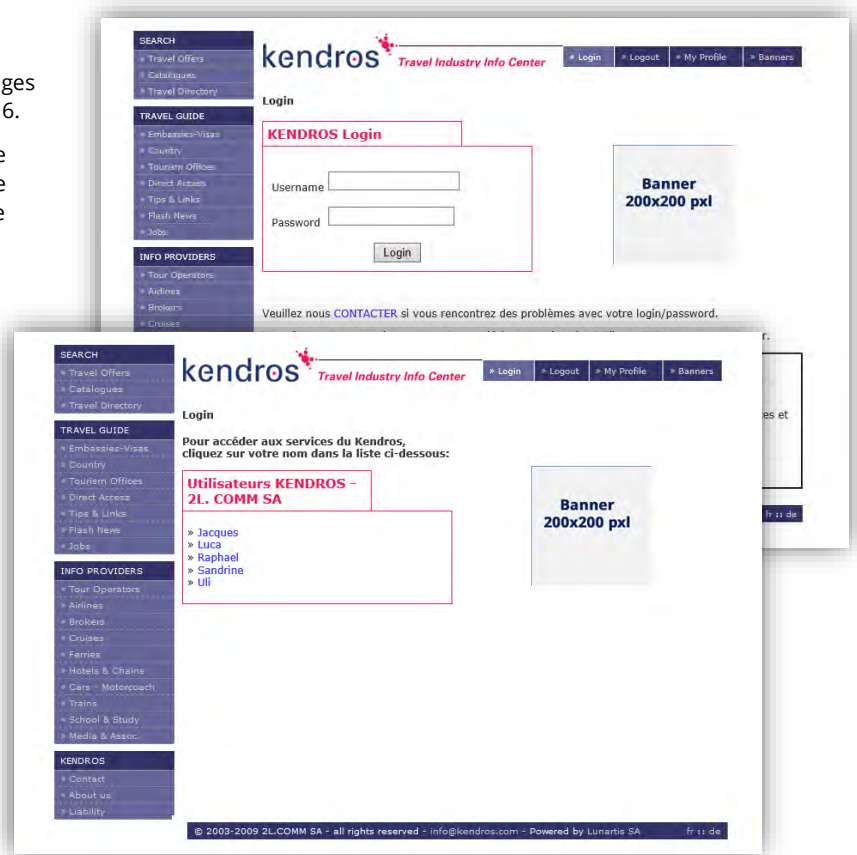 ges
6.
e
e
e
SEARCH
» Travel Offers
» Catalogues
» Travel Directory
TRAVEL GUIDE
» Embassies-Visas
» Country
» Tourism Offices
» Direct Access
» Tips & Links
» Flash News
» Jobs
INFO PROVIDERS
» Tour Operators
» Airlines
» Brokers
» Cruises
kendros Travel Industry Info Center
» Login » Logout » My Profile » Banners
Login
KENDROS Login
Username
Password
Login
Banner
200x200 pxl
Veuillez nous CONTACTER si vous rencontrez des problèmes avec votre login/password.
r.
es et
fr :: de
SEARCH
» Travel Offers
» Catalogues
» Travel Directory
TRAVEL GUIDE
» Embassies-Visas
» Country
» Tourism Offices
» Direct Access
» Tips & Links
» Flash News
» Jobs
INFO PROVIDERS
» Tour Operators
» Airlines
» Brokers
» Cruises
» Ferries
» Hotels & Chains
» Cars - Motorcoach
» Trains
» School & Study
» Media & Assoc.
KENDROS
» Contact
» About us
» Liability
kendros Travel Industry Info Center
» Login » Logout » My Profile » Banners
Login
Pour accéder aux services du Kendros,
cliquez sur votre nom dans la liste ci-dessous:
Utilisateurs KENDROS -
2L. COMM SA
» Jacques
» Luca
» Raphael
» Sandrine
» Uli
Banner
200x200 pxl
© 2003-2009 2L.COMM SA - all rights reserved - info@kendros.com - Powered by Lunartis SA fr :: de